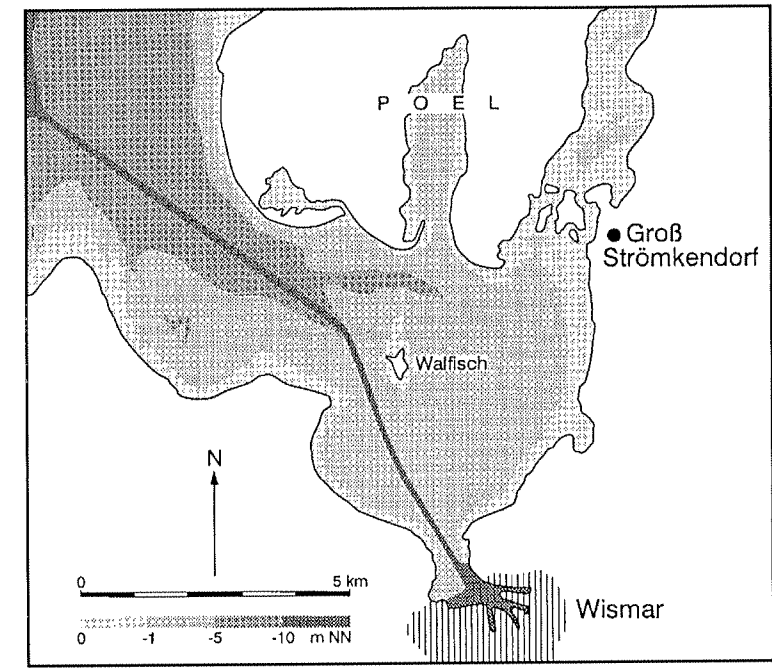 P O E L
Groß
Strömkendorf
Walfisch
N
0 5 km
0 -1 -5 -10 m NN
Wismar